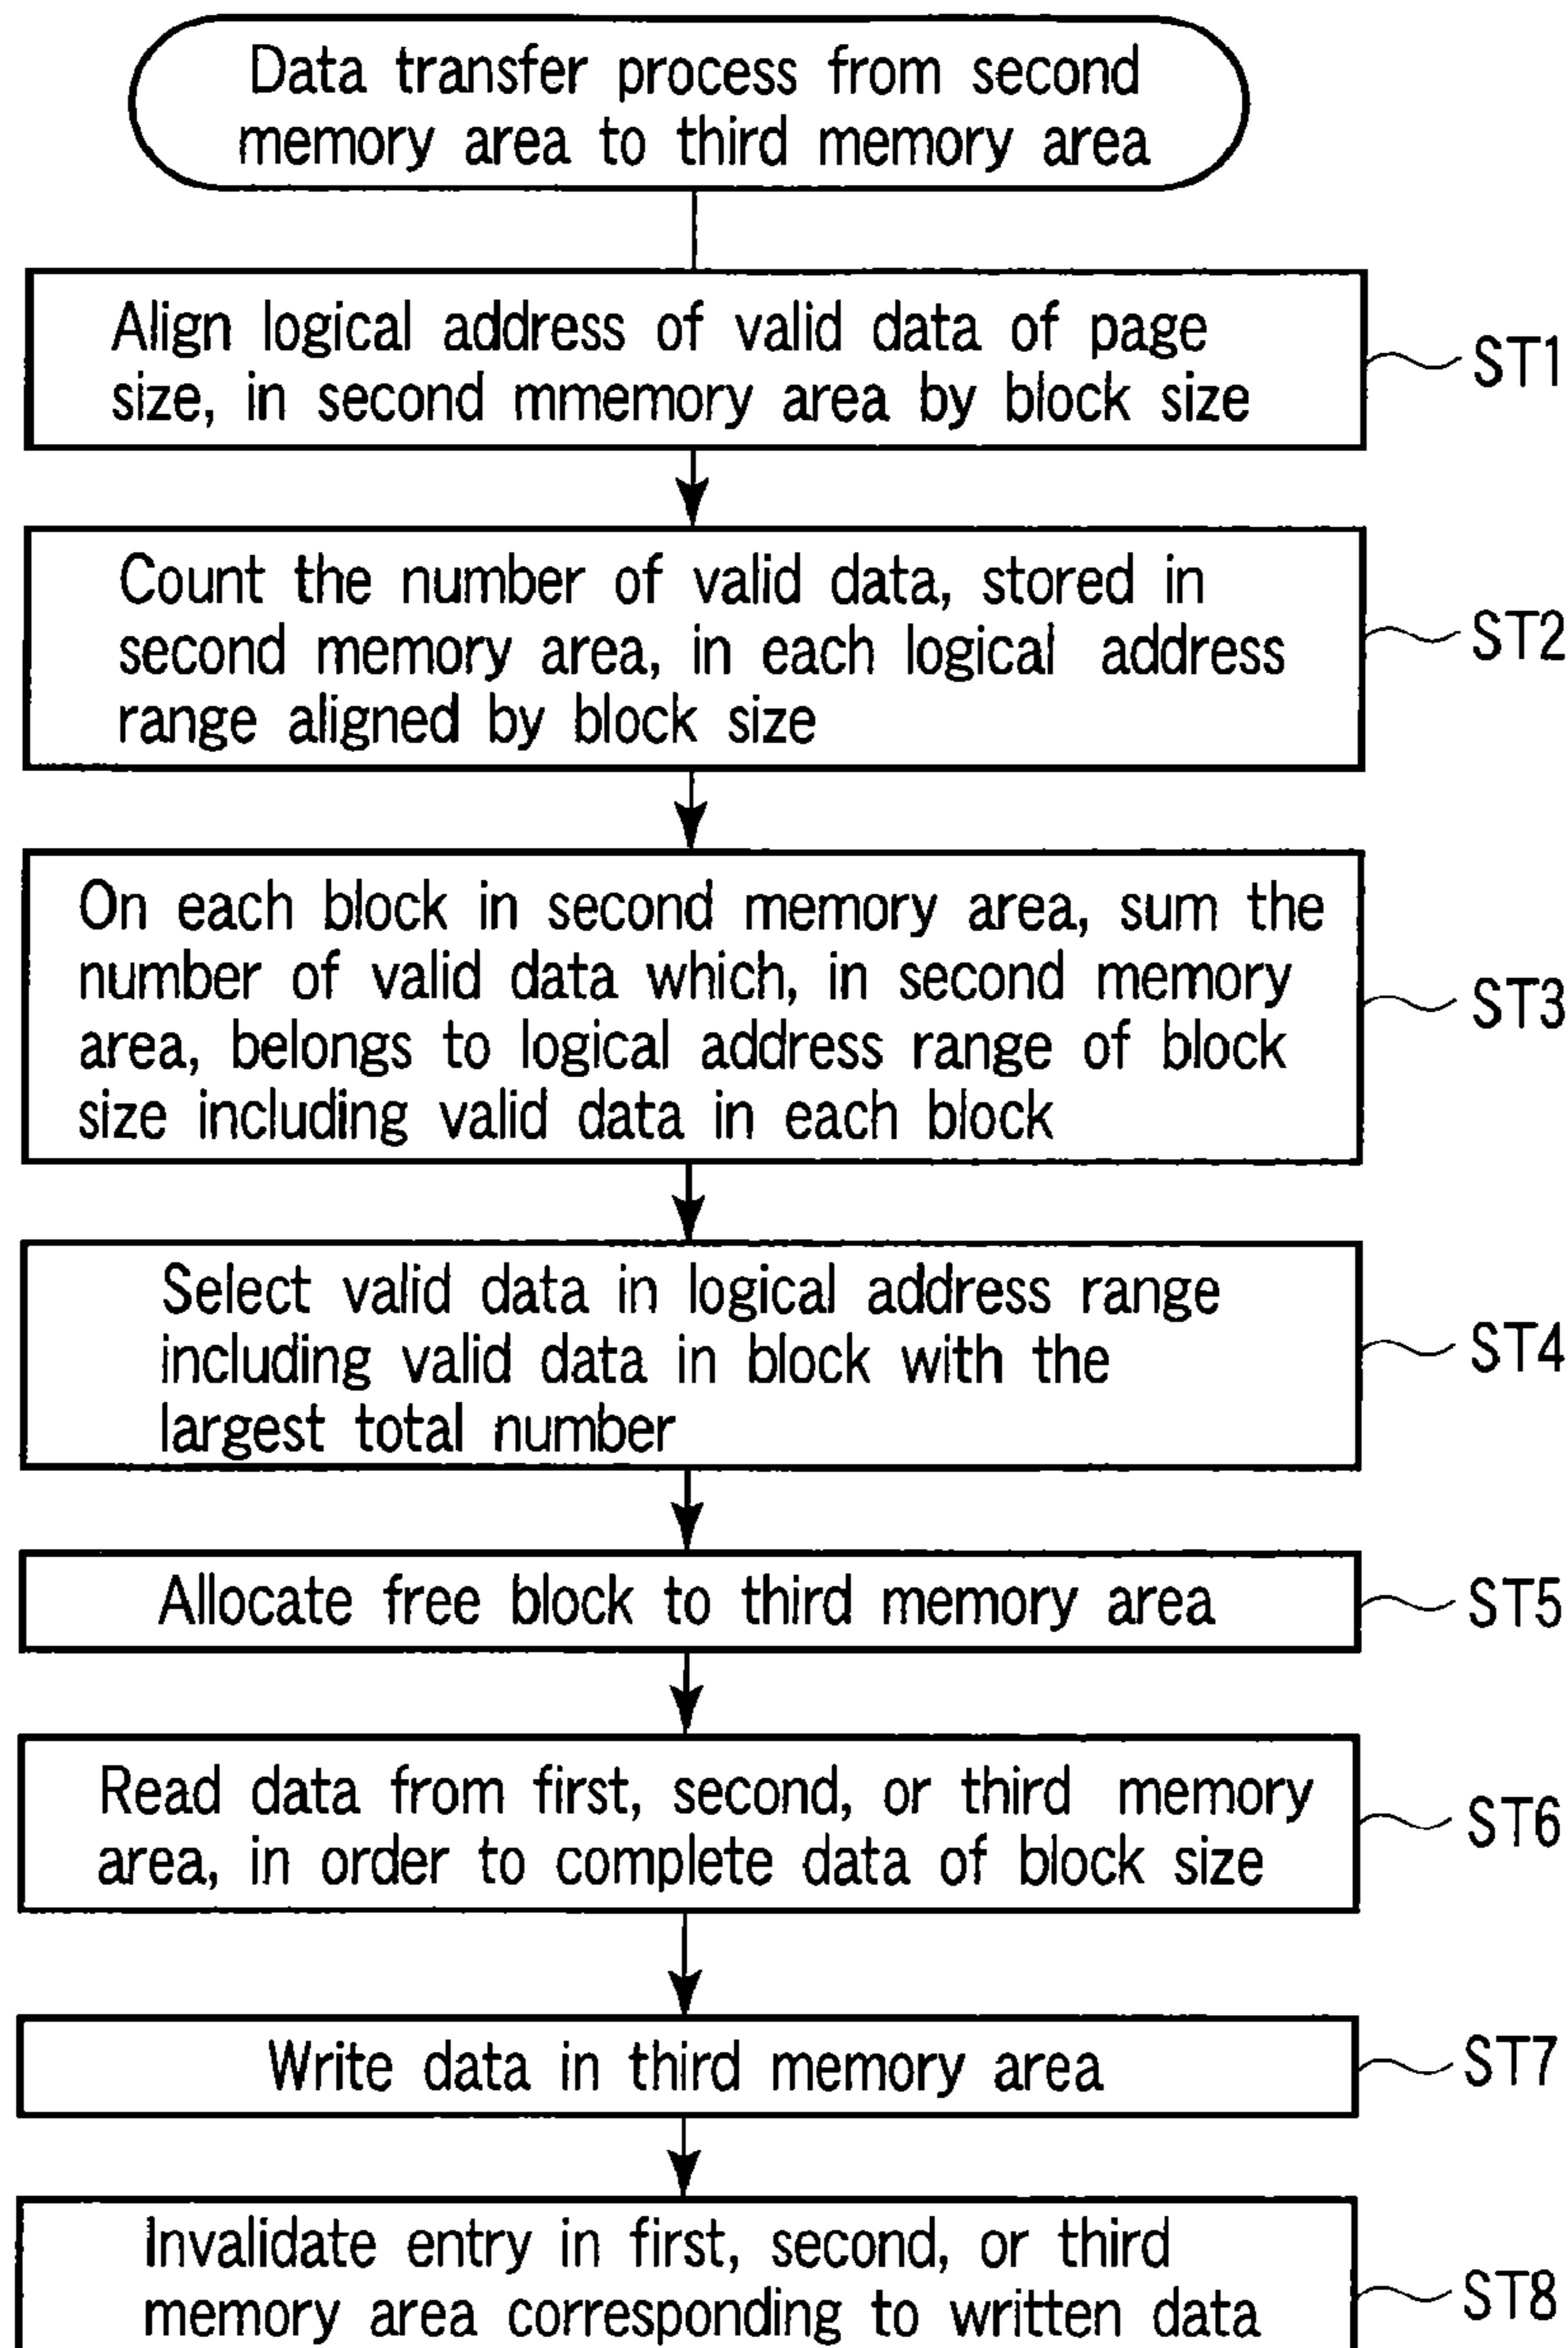 Data transfer process from second
memory area to third memory area
Align logical address of valid data of page
size, in second mmemory area by block size
ST1
Count the number of valid data, stored in
second memory area, in each logical address
range aligned by block size
ST2
On each block in second memory area, sum the
number of valid data which, in second memory
area, belongs to logical address range of block
size including valid data in each block
ST3
Select valid data in logical address range
including valid data in block with the
largest total number
ST4
Allocate free block to third memory area
ST5
Read data from first, second, or third memory
area, in order to complete data of block size
ST6
Write data in third memory area
ST7
Invalidate entry in first, second, or third
memory area corresponding to written data
ST8